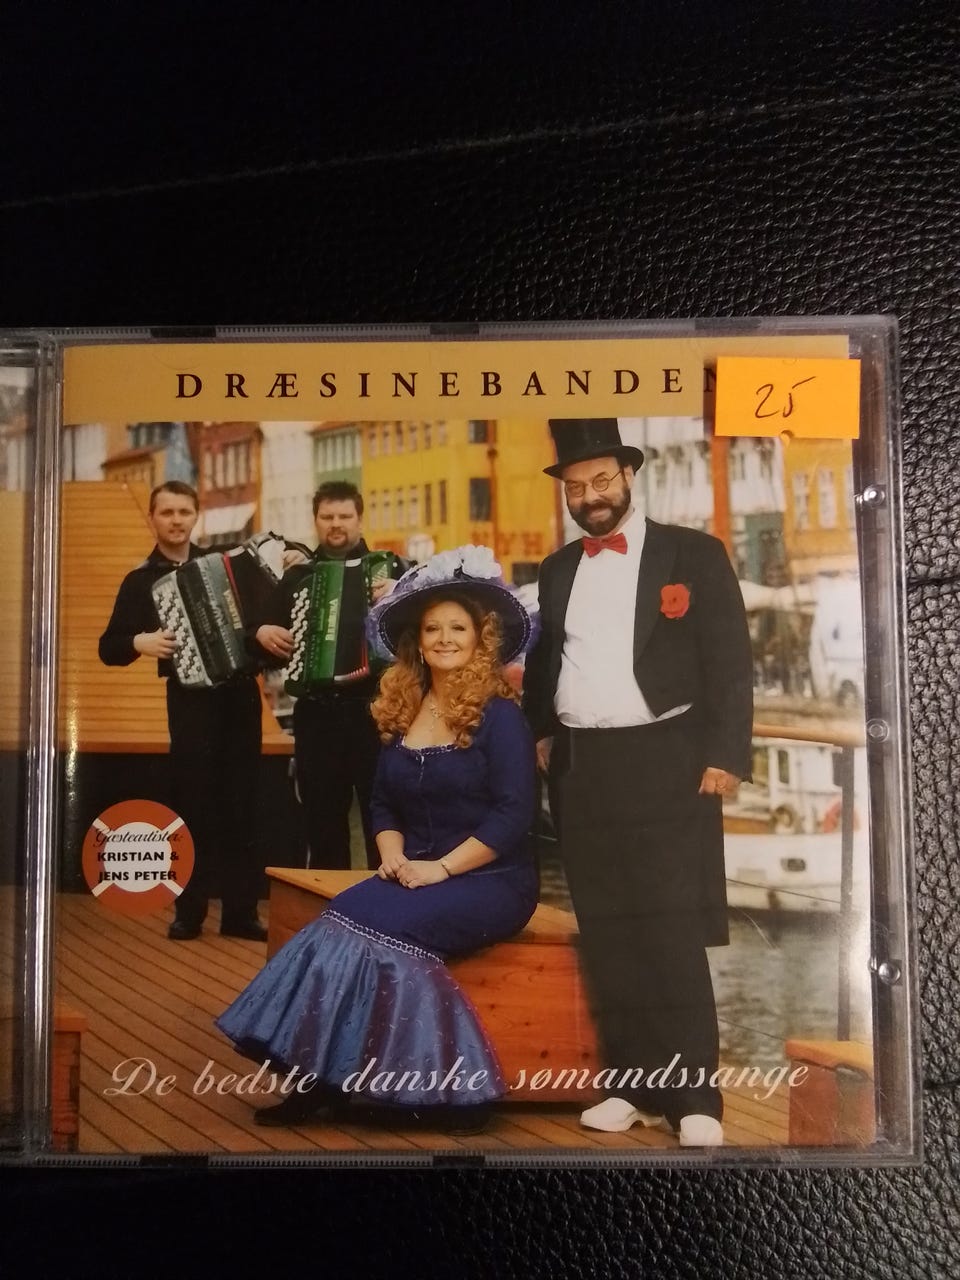 DRÆSINEBANDEN
25
Gæsteartister:
KRISTIAN &
JENS PETER
De bedste danske sømandssange